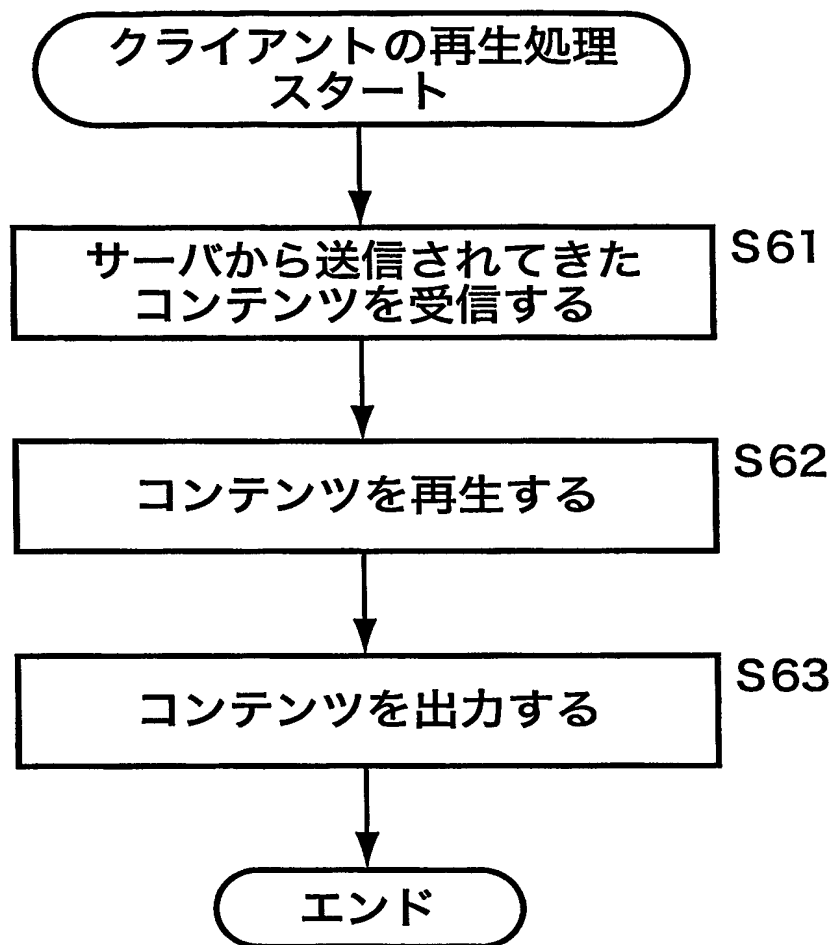 クライアントの再生処理
スタート
サーバから送信されてきた
コンテンツを受信する
S61
コンテンツを再生する
S62
コンテンツを出力する
S63
エンド